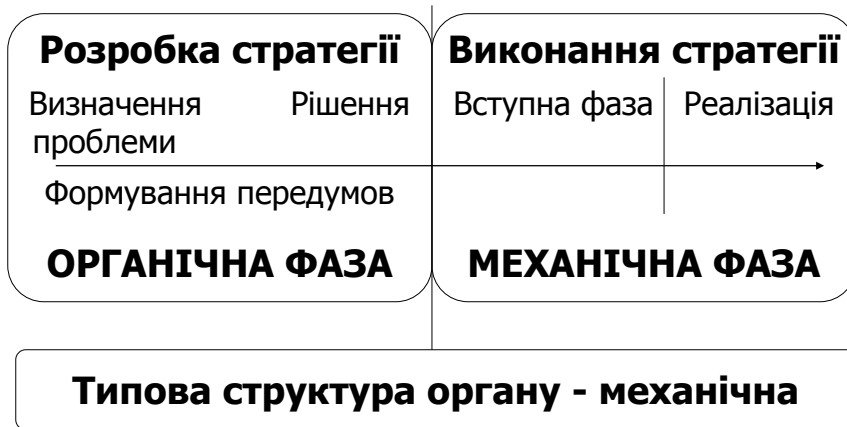 Розробка стратегії
Визначення Рішення
проблеми
Формування передумов
ОРГАНІЧНА ФАЗА
Виконання стратегії
Вступна фаза Реалізація
МЕХАНІЧНА ФАЗА
Типова структура органу - механічна